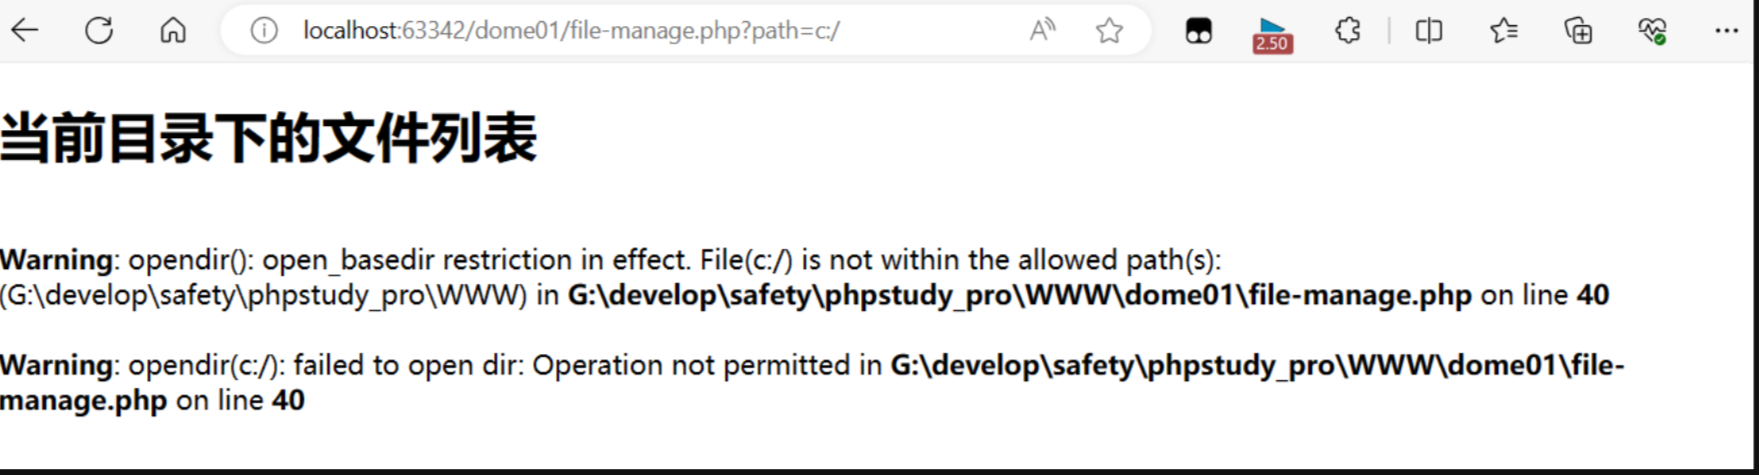 localhost:63342/dome01/file-manage.php?path=c:/
2.50
当前目录下的文件列表
Warning: opendir(): open_basedir restriction in effect. File(c:/) is not within the allowed path(s):
(G:\develop\safety\phpstudy_pro\WWW) in G:\develop\safety\phpstudy_pro\WWW\dome01\file-manage.php on line 40
Warning: opendir(c:/): failed to open dir: Operation not permitted in G:\develop\safety\phpstudy_pro\WWW\dome01\file-
manage.php on line 40